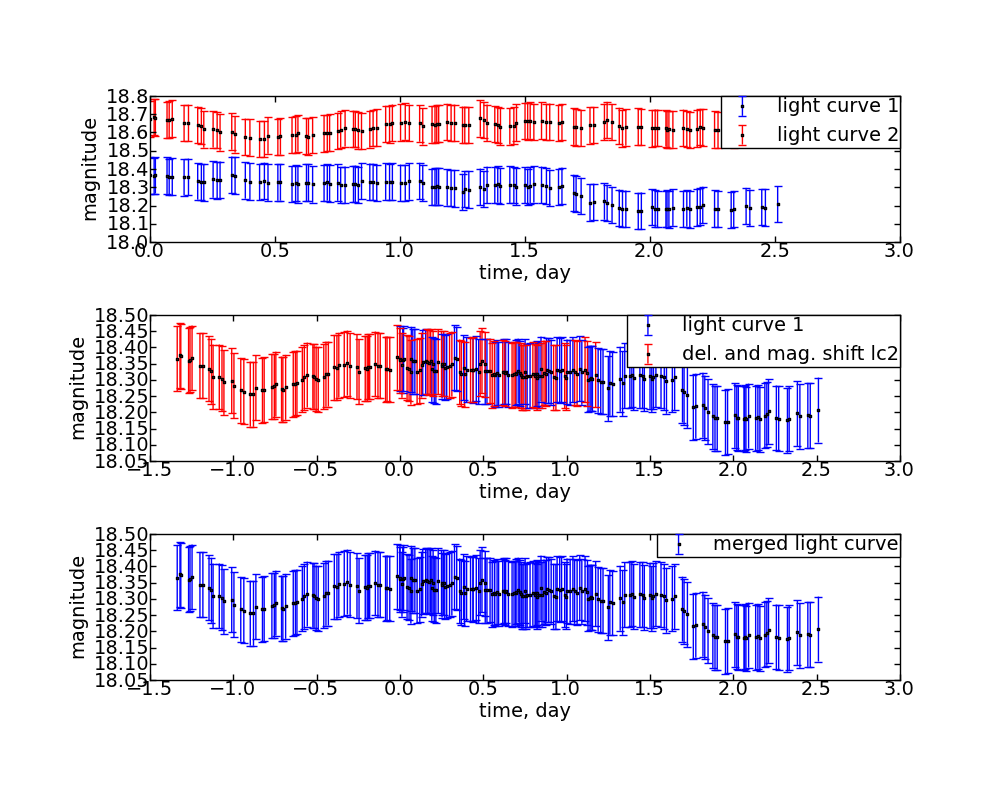 18.8
18.7
18.6
18.5
18.4
18.3
18.2
18.1
18.0
magnitude
light curve 1
light curve 2
0.0 0.5 1.0 1.5 2.0 2.5 3.0
time, day
18.50
18.45
18.40
18.35
18.30
18.25
18.20
18.15
18.10
18.05
magnitude
light curve 1
del. and mag. shift lc2
−1.5 −1.0 −0.5 0.0 0.5 1.0 1.5 2.0 2.5 3.0
time, day
18.50
18.45
18.40
18.35
18.30
18.25
18.20
18.15
18.10
18.05
magnitude
merged light curve
−1.5 −1.0 −0.5 0.0 0.5 1.0 1.5 2.0 2.5 3.0
time, day